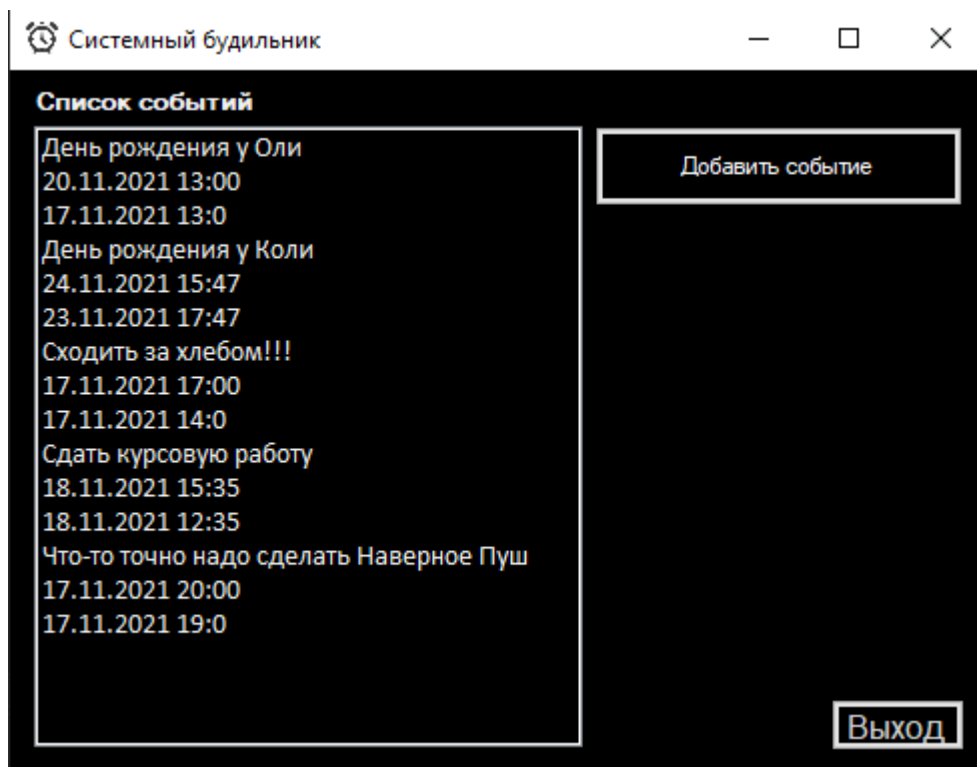 Системный будильник
Список событий
День рождения у Оли
20.11.2021 13:00
17.11.2021 13:0
День рождения у Коли
24.11.2021 15:47
23.11.2021 17:47
Сходить за хлебом!!!
17.11.2021 17:00
17.11.2021 14:0
Сдать курсовую работу
18.11.2021 15:35
18.11.2021 12:35
Что-то точно надо сделать Наверное Пуш
17.11.2021 20:00
17.11.2021 19:0
Добавить событие
Выход